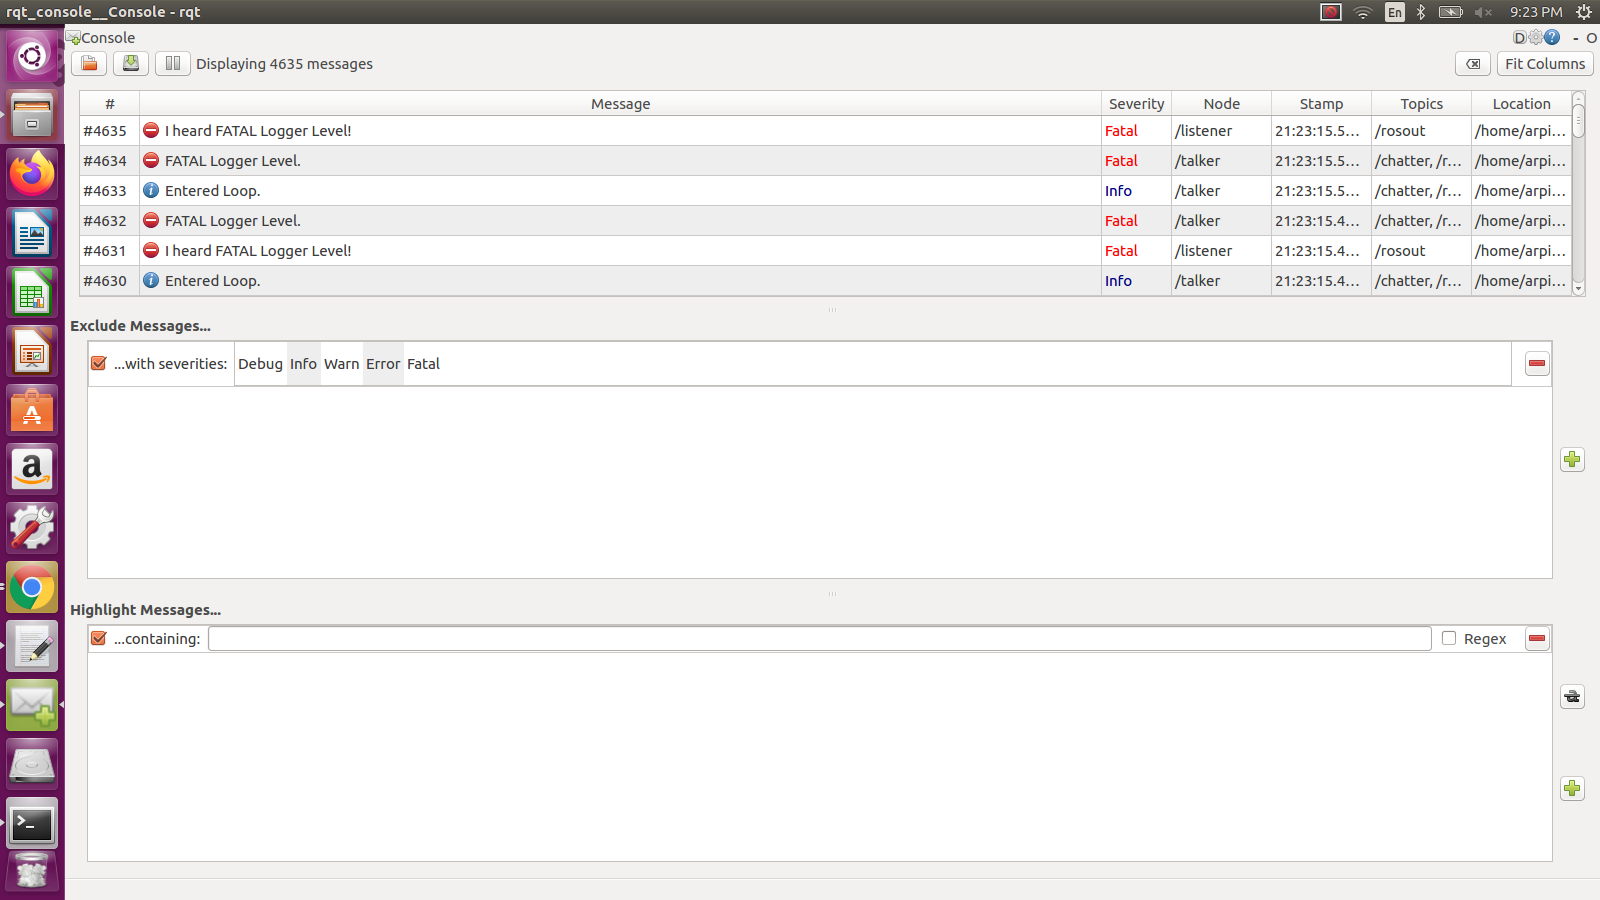 rqt_console__Console - rqt
En 9:23 PM
Console
D ? - O
Displaying 4635 messages
Fit Columns
# Message Severity Node Stamp Topics Location
#4635 I heard FATAL Logger Level! Fatal /listener 21:23:15.5... /rosout /home/arpi...
#4634 FATAL Logger Level. Fatal /talker 21:23:15.5... /chatter, /r... /home/arpi...
#4633 Entered Loop. Info /talker 21:23:15.5... /chatter, /r... /home/arpi...
#4632 FATAL Logger Level. Fatal /talker 21:23:15.4... /chatter, /r... /home/arpi...
#4631 I heard FATAL Logger Level! Fatal /listener 21:23:15.4... /rosout /home/arpi...
#4630 Entered Loop. Info /talker 21:23:15.4... /chatter, /r... /home/arpi...
Exclude Messages...
...with severities: Debug Info Warn Error Fatal
Highlight Messages...
...containing: Regex